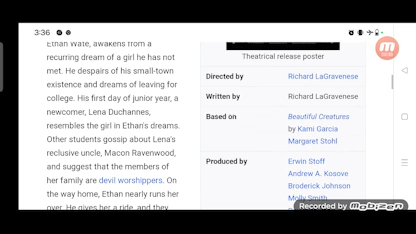 3:36
Ethan Wate, awakens from a
recurring dream of a girl he has not
met. He despairs of his small-town
existence and dreams of leaving for
college. His first day of junior year, a
newcomer, Lena Duchannes,
resembles the girl in Ethan's dreams.
Other students gossip about Lena's
reclusive uncle, Macon Ravenwood,
and suggest that the members of
her family are devil worshippers. On
the way home, Ethan nearly runs her
over. He gives her a ride, and they
Theatrical release poster
Directed by Richard LaGravenese
Written by Richard LaGravenese
Based on Beautiful Creatures
by Kami Garcia
Margaret Stohl
Produced by Erwin Stoff
Andrew A. Kosove
Broderick Johnson
Molly Smith
Recorded by Mobizen